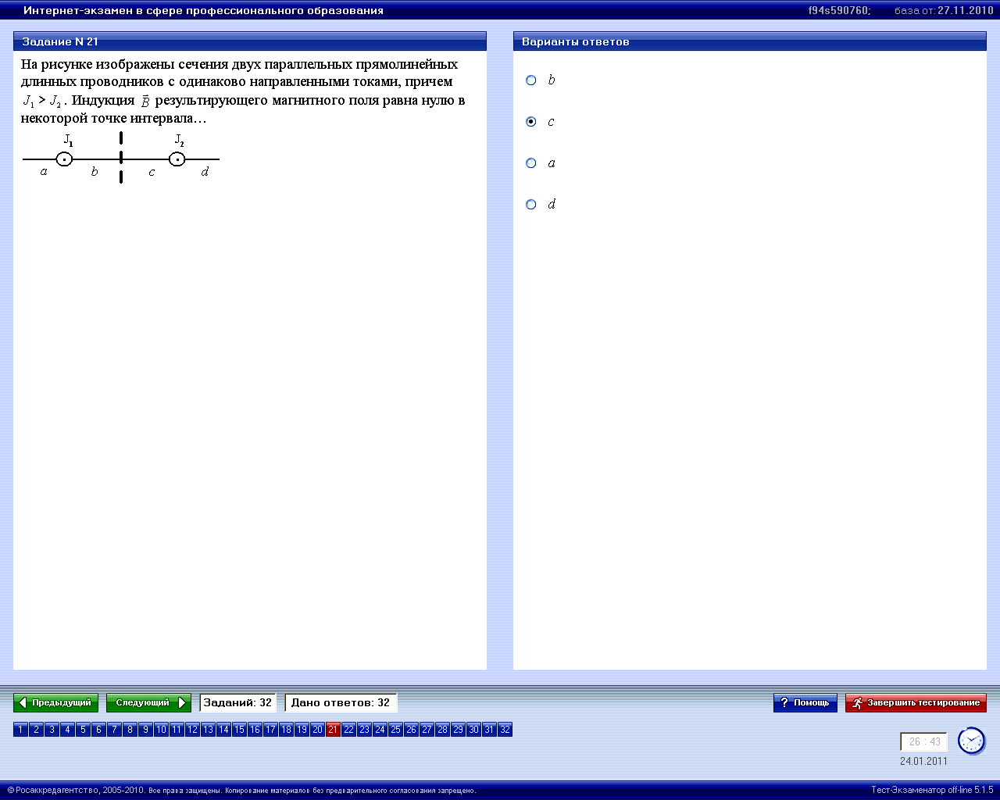 Интернет-экзамен в сфере профессионального образования
f94s590760; база от: 27.11.2010
Задание N 21
На рисунке изображены сечения двух параллельных прямолинейных
длинных проводников с одинаково направленными токами, причем
J₁ > J₂. Индукция B⃗ результирующего магнитного поля равна нулю в
некоторой точке интервала…
J₁ J₂
a b c d
Варианты ответов
b
c
a
d
Предыдущий Следующий Заданий: 32 Дано ответов: 32
? Помощь Завершить тестирование
1 2 3 4 5 6 7 8 9 10 11 12 13 14 15 16 17 18 19 20 21 22 23 24 25 26 27 28 29 30 31 32
26 : 43
24.01.2011
© Росаккредагентство, 2005-2010. Все права защищены. Копирование материалов без предварительного согласования запрещено.
Тест-Экзаменатор off-line 5.1.5